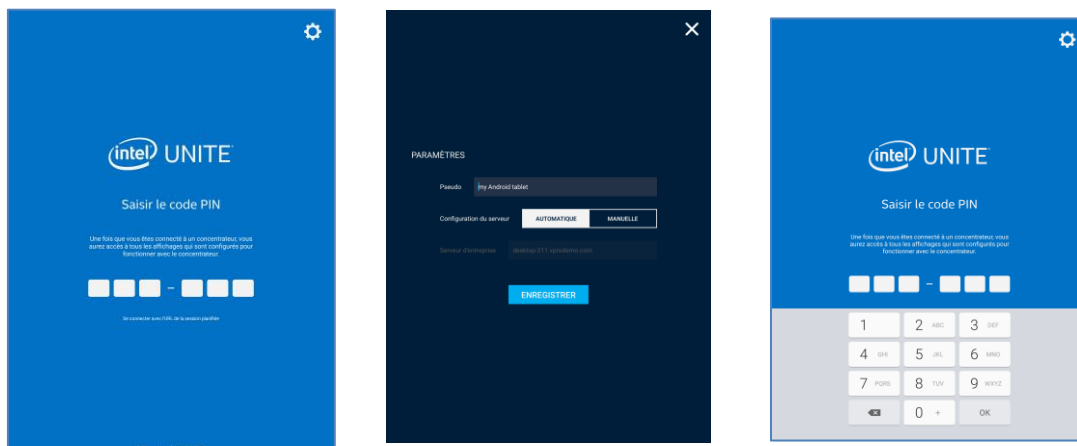 intel UNITE
Saisir le code PIN
Une fois que vous êtes connecté à un concentrateur, vous
aurez accès à tous les affichages qui sont configurés pour
fonctionner avec le concentrateur.
-
Se connecter avec l'URL de la session planifiée
PARAMÈTRES
Pseudo my Android tablet
Configuration du serveur AUTOMATIQUE MANUELLE
Serveur d'entreprise desktop-311.vprodemo.com
ENREGISTRER
intel UNITE
Saisir le code PIN
Une fois que vous êtes connecté à un concentrateur, vous
aurez accès à tous les affichages qui sont configurés pour
fonctionner avec le concentrateur.
-
1 2 ABC 3 DEF
4 GHI 5 JKL 6 MNO
7 PQRS 8 TUV 9 WXYZ
0 + OK